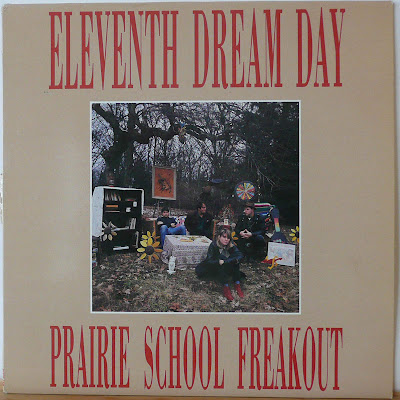 ELEVENTH DREAM DAY
PRAIRIE SCHOOL FREAKOUT